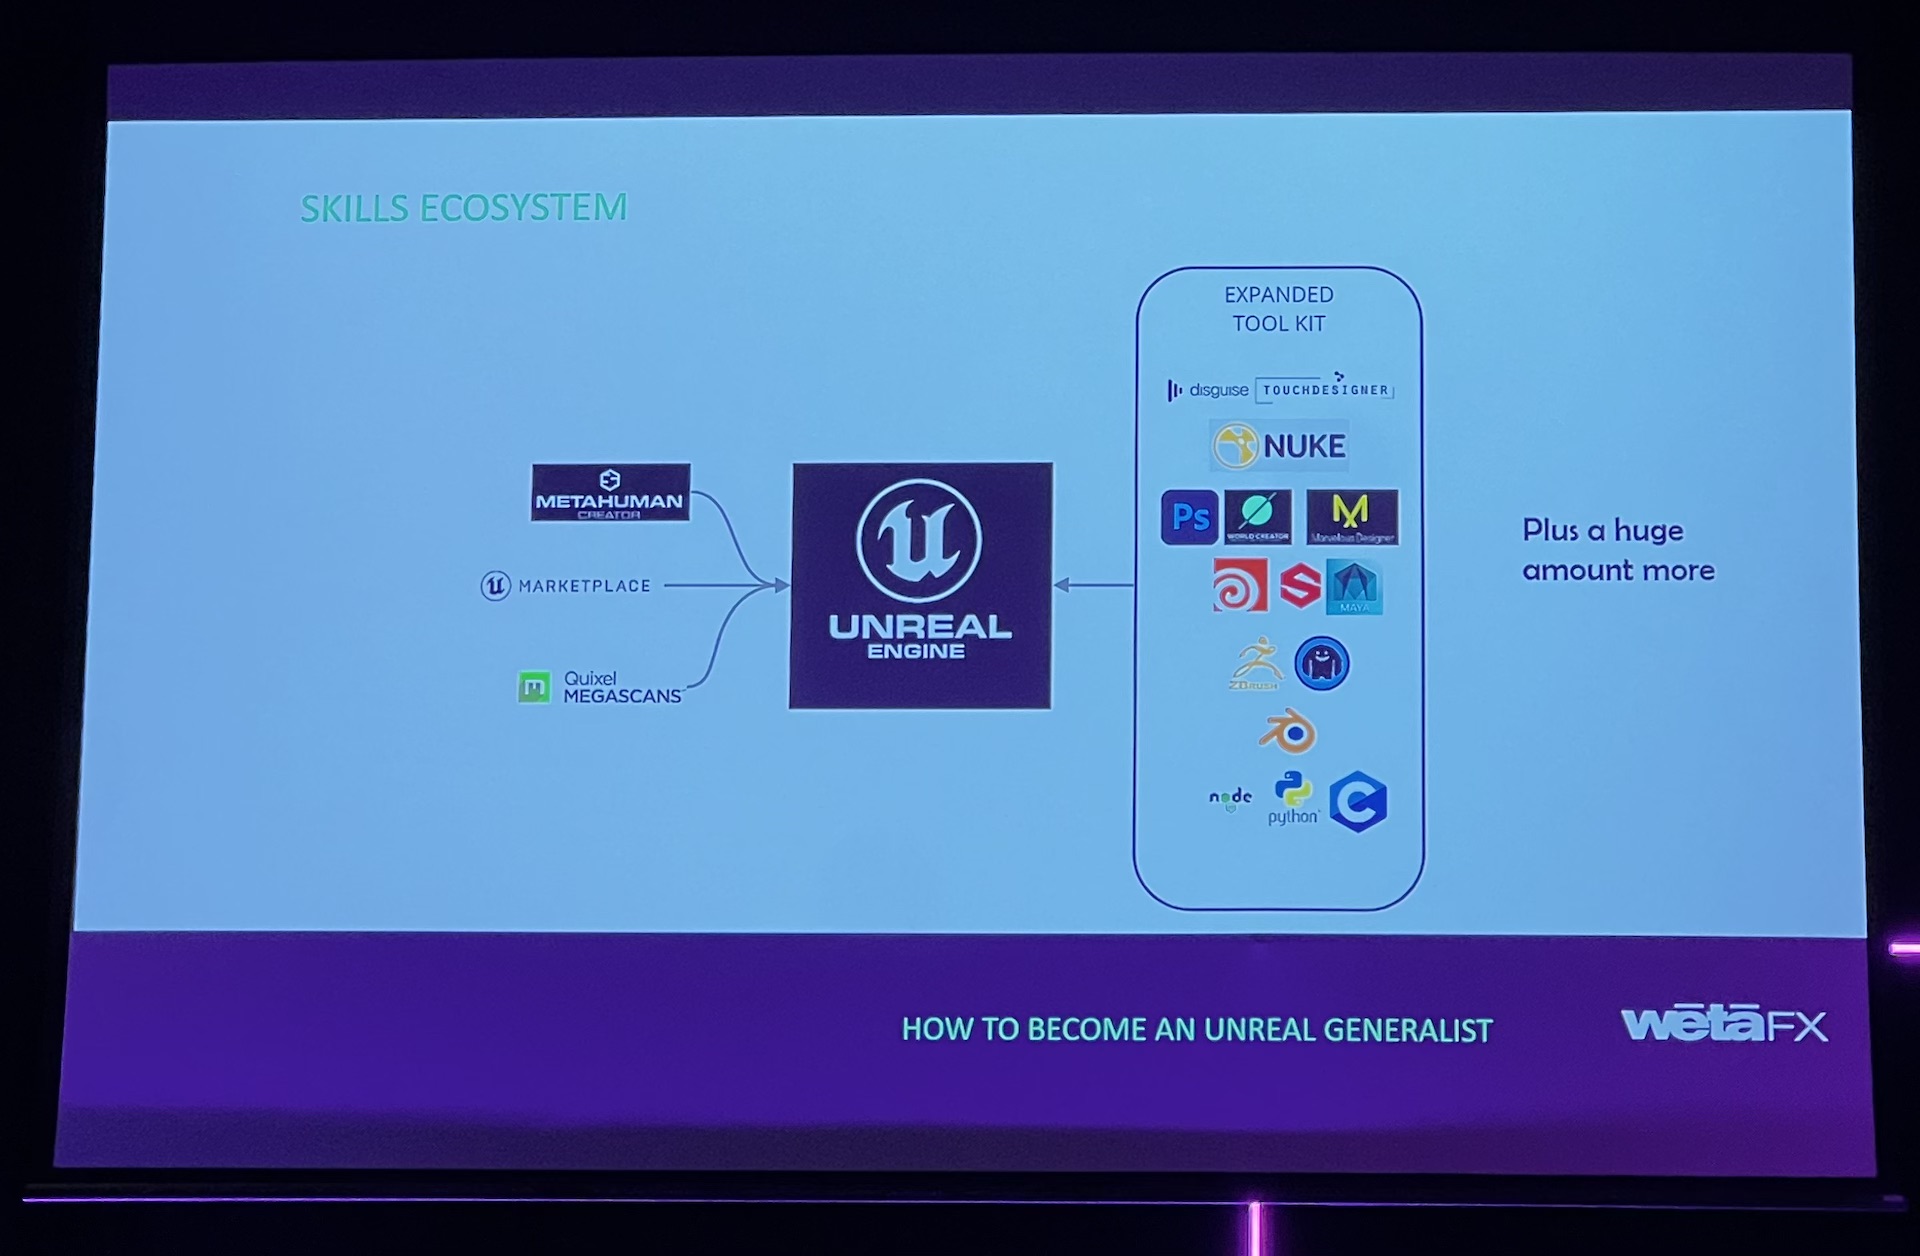 SKILLS ECOSYSTEM
EXPANDED
TOOL KIT
disguise TOUCHDESIGNER
NUKE
Ps WORLD CREATOR Marvelous Designer
MAYA
ZBRUSH
node python C
METAHUMAN
CREATOR
MARKETPLACE
Quixel
MEGASCANS
UNREAL
ENGINE
Plus a huge
amount more
HOW TO BECOME AN UNREAL GENERALIST
wētāFX